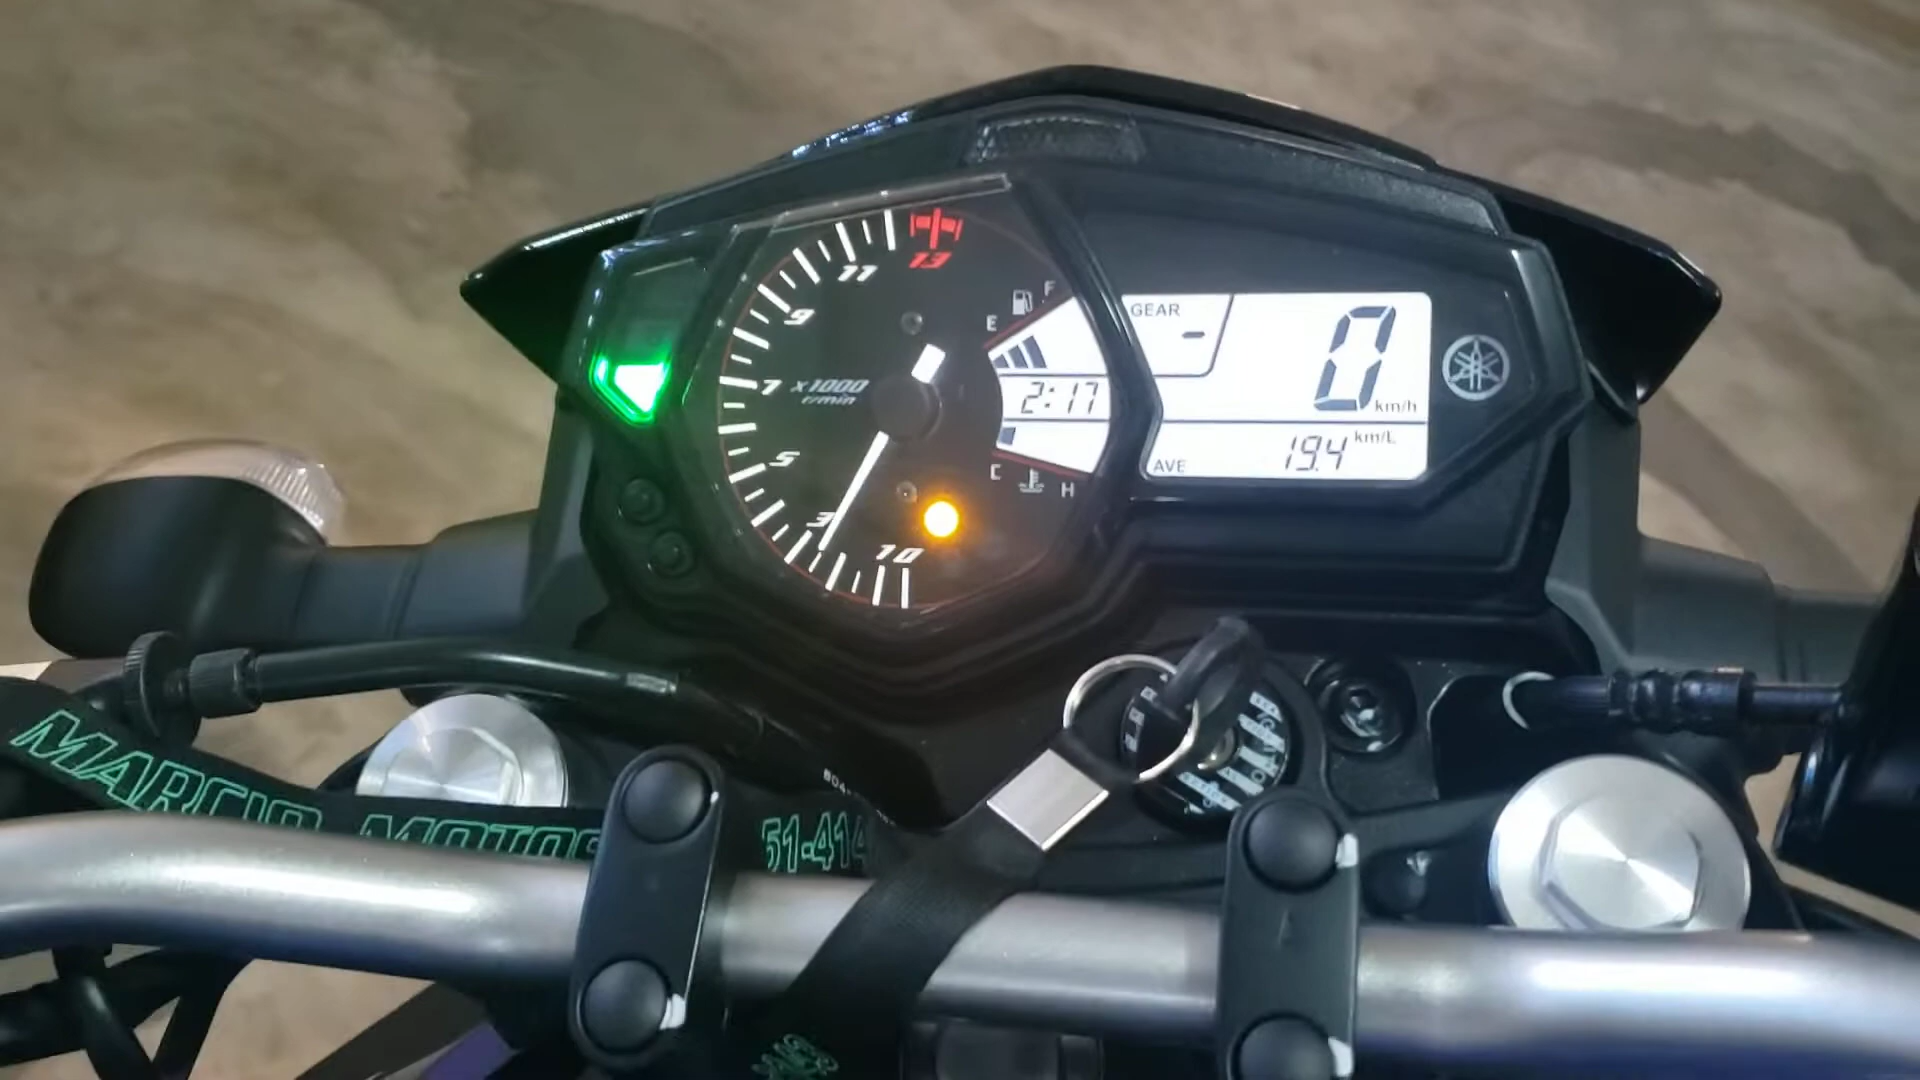 13
11
9
7
x1000
r/min
5
3
10
F
E
2:17
C
H
GEAR
-
0
km/h
AVE
19.4
km/L
MARCIO MOTOS
51-414